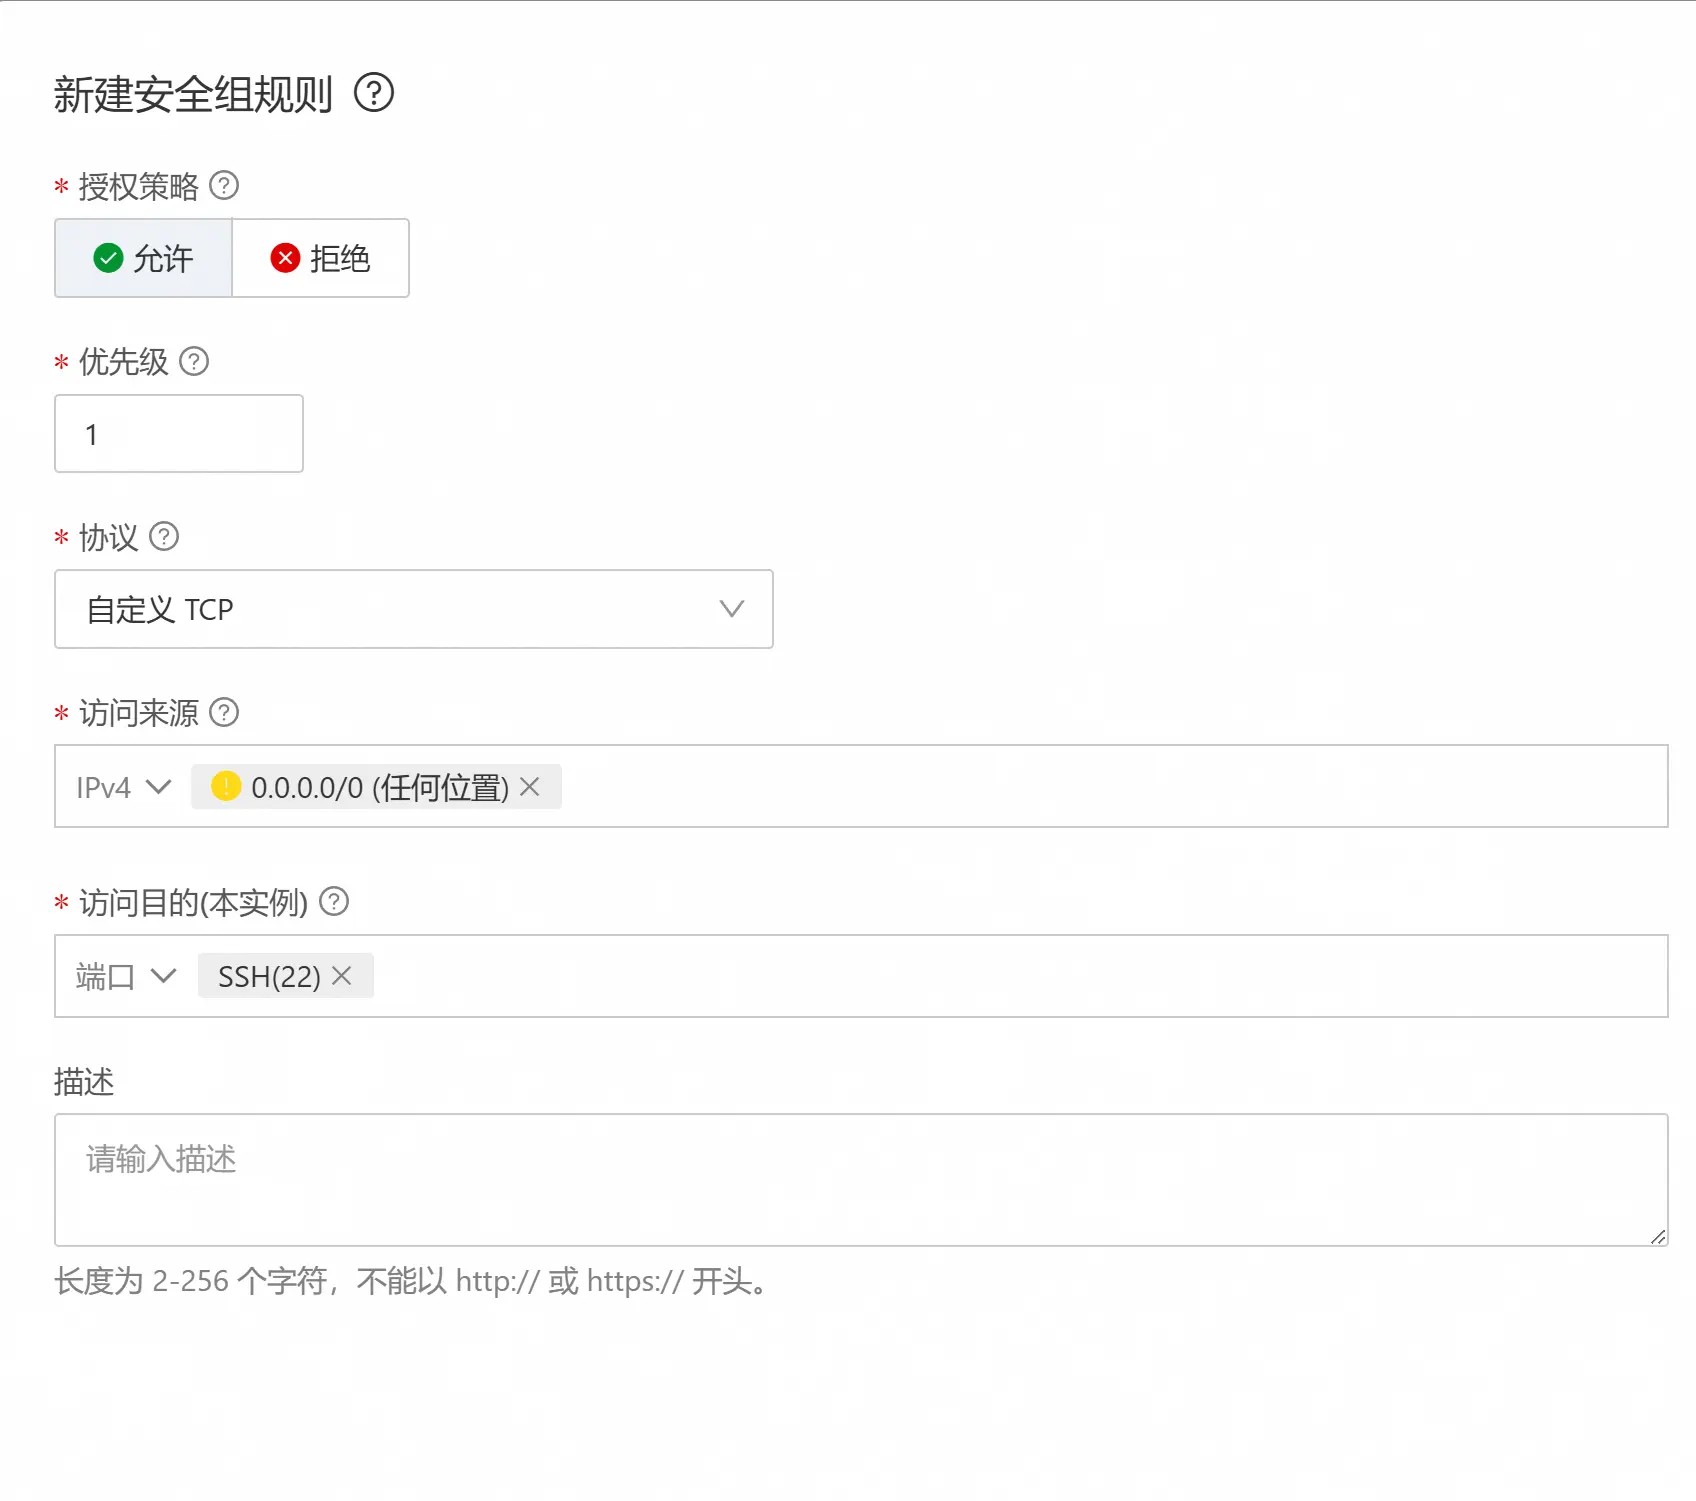 新建安全组规则
* 授权策略
允许 拒绝
* 优先级
1
* 协议
自定义 TCP
* 访问来源
IPv4 0.0.0.0/0 (任何位置)
* 访问目的(本实例)
端口 SSH(22)
描述
请输入描述
长度为 2-256 个字符，不能以 http:// 或 https:// 开头。